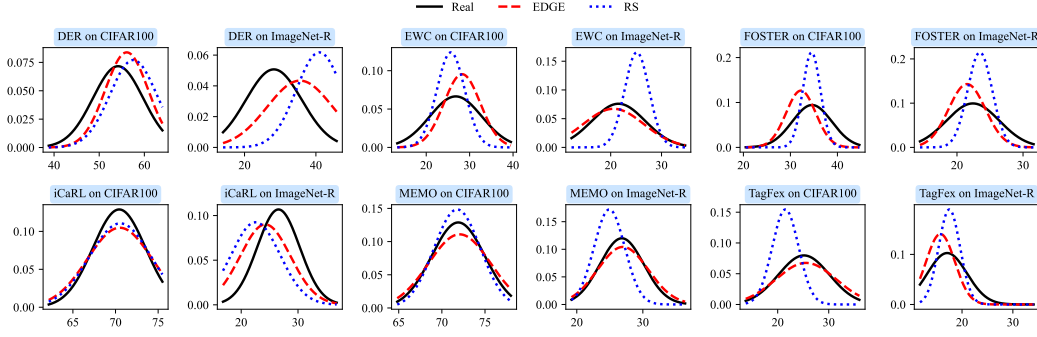 Real EDGE RS
DER on CIFAR100 DER on ImageNet-R EWC on CIFAR100 EWC on ImageNet-R FOSTER on CIFAR100 FOSTER on ImageNet-R
0.075 0.050 0.025 0.000
40 50 60
0.06 0.04 0.02 0.00
20 40
0.10 0.05 0.00
20 30 40
0.15 0.10 0.05 0.00
20 30
0.2 0.1 0.0
20 30 40
0.2 0.1 0.0
20 30
iCaRL on CIFAR100 iCaRL on ImageNet-R MEMO on CIFAR100 MEMO on ImageNet-R TagFex on CIFAR100 TagFex on ImageNet-R
0.10 0.05 0.00
65 70 75
0.10 0.05 0.00
20 30
0.15 0.10 0.05 0.00
65 70 75
0.15 0.10 0.05 0.00
20 30
0.15 0.10 0.05 0.00
20 30
0.1 0.0
20 30